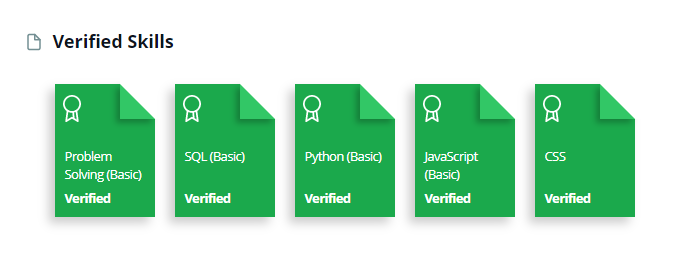 Verified Skills
Problem
Solving (Basic)
Verified
SQL (Basic)
Verified
Python (Basic)
Verified
JavaScript
(Basic)
Verified
CSS
Verified